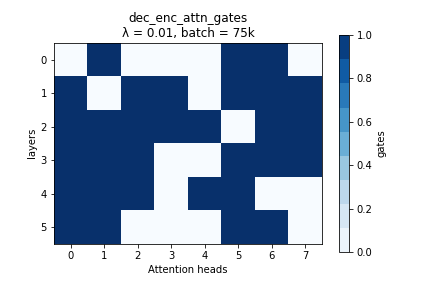 dec_enc_attn_gates
λ = 0.01, batch = 75k
layers
0
1
2
3
4
5
0 1 2 3 4 5 6 7
Attention heads
1.0
0.8
0.6
0.4
0.2
0.0
gates